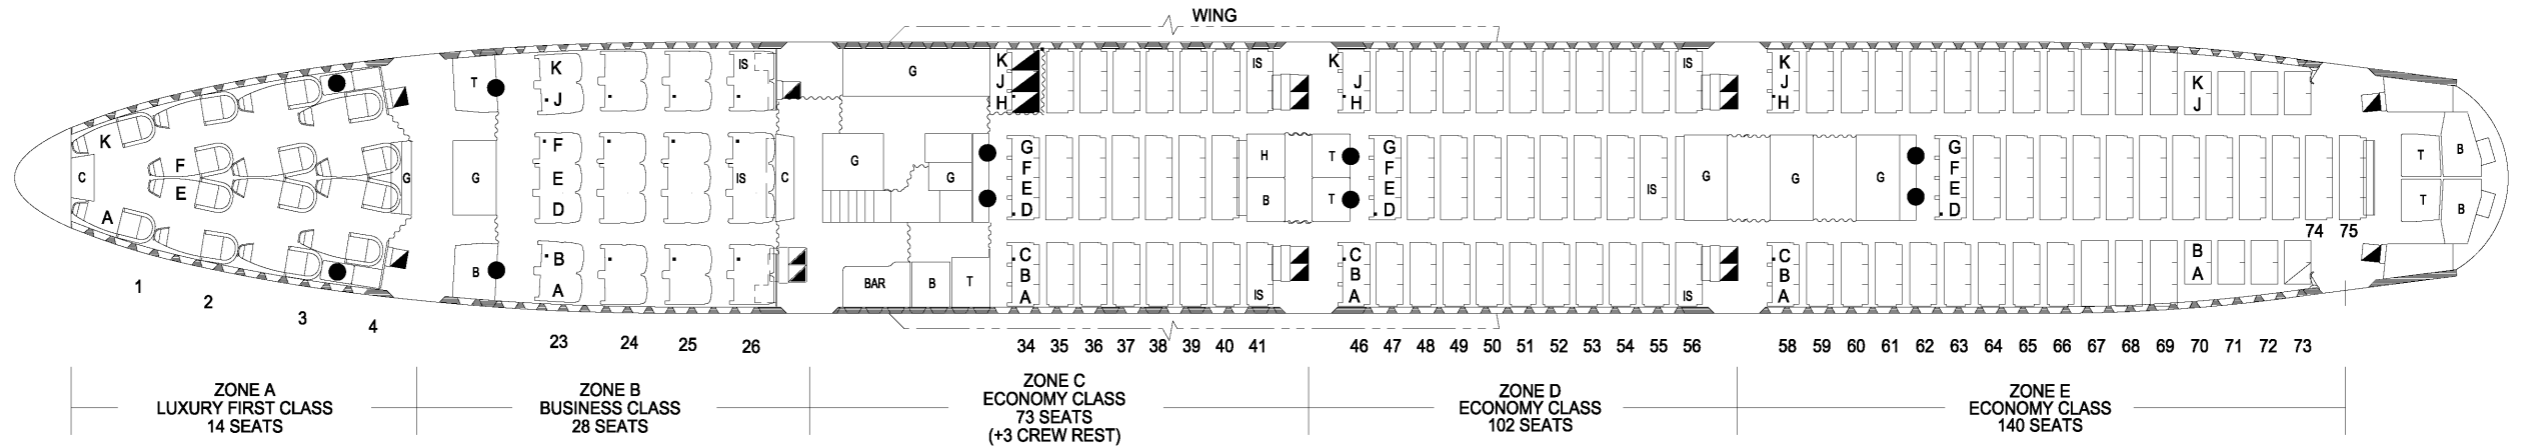 WING
T
IS
G
K
J
K
J
H
IS
K
J
H
IS
K
J
H
K
J
K
F
E
A
C
G
G
F
E
D
IS
C
G
G
G
F
E
D
H
B
T
T
G
F
E
D
IS
G
G
G
G
F
E
D
T
T
B
B
74 75
B
B
A
BAR
B
T
C
B
A
IS
C
B
A
IS
C
B
A
B
A
1
2
3
4
23 24 25 26
34 35 36 37 38 39 40 41
46 47 48 49 50 51 52 53 54 55 56
58 59 60 61 62 63 64 65 66 67 68 69 70 71 72 73
ZONE A
LUXURY FIRST CLASS
14 SEATS
ZONE B
BUSINESS CLASS
28 SEATS
ZONE C
ECONOMY CLASS
73 SEATS
(+3 CREW REST)
ZONE D
ECONOMY CLASS
102 SEATS
ZONE E
ECONOMY CLASS
140 SEATS